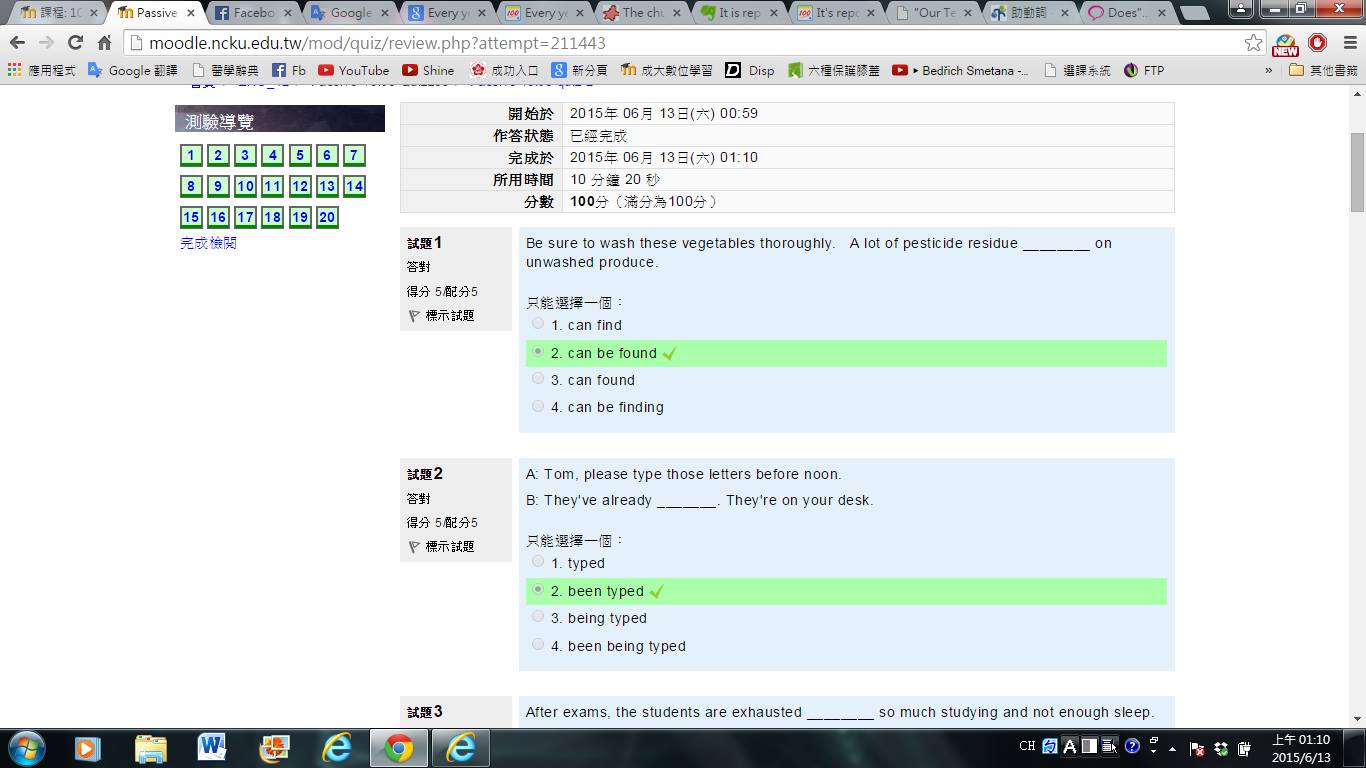 課程: 10
Passive
Facebo
Google
Every ye
Every ye
The chu
It is rep
It's repo
"Our Te
助動詞
Does"...
moodle.ncku.edu.tw/mod/quiz/review.php?attempt=211443
NEW
應用程式
Google 翻譯
醫學辭典
Fb
YouTube
Shine
成功入口
新分頁
成大數位學習
Disp
六種保護膝蓋
▶ Bedřich Smetana -...
選課系統
FTP
»
其他書籤
測驗導覽
1 2 3 4 5 6 7
8 9 10 11 12 13 14
15 16 17 18 19 20
完成檢閱
開始於 2015年 06月 13日(六) 00:59
作答狀態 已經完成
完成於 2015年 06月 13日(六) 01:10
所用時間 10 分鐘 20 秒
分數 100分（滿分為100分）
試題1
答對
得分 5/配分5
標示試題
Be sure to wash these vegetables thoroughly. A lot of pesticide residue ________ on
unwashed produce.
只能選擇一個：
1. can find
2. can be found
3. can found
4. can be finding
試題2
答對
得分 5/配分5
標示試題
A: Tom, please type those letters before noon.
B: They've already _______. They're on your desk.
只能選擇一個：
1. typed
2. been typed
3. being typed
4. been being typed
試題3
After exams, the students are exhausted ________ so much studying and not enough sleep.
CH
上午 01:10
2015/6/13